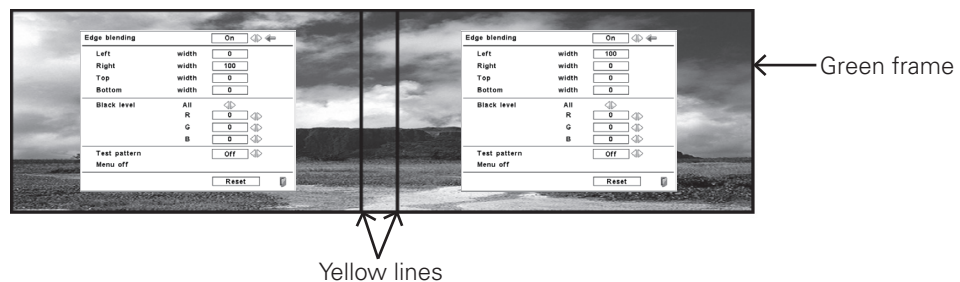 Edge blending On
Left width 0
Right width 100
Top width 0
Bottom width 0
Black level All
R 0
G 0
B 0
Test pattern Off
Menu off
Reset
Edge blending On
Left width 100
Right width 0
Top width 0
Bottom width 0
Black level All
R 0
G 0
B 0
Test pattern Off
Menu off
Reset
Green frame
Yellow lines